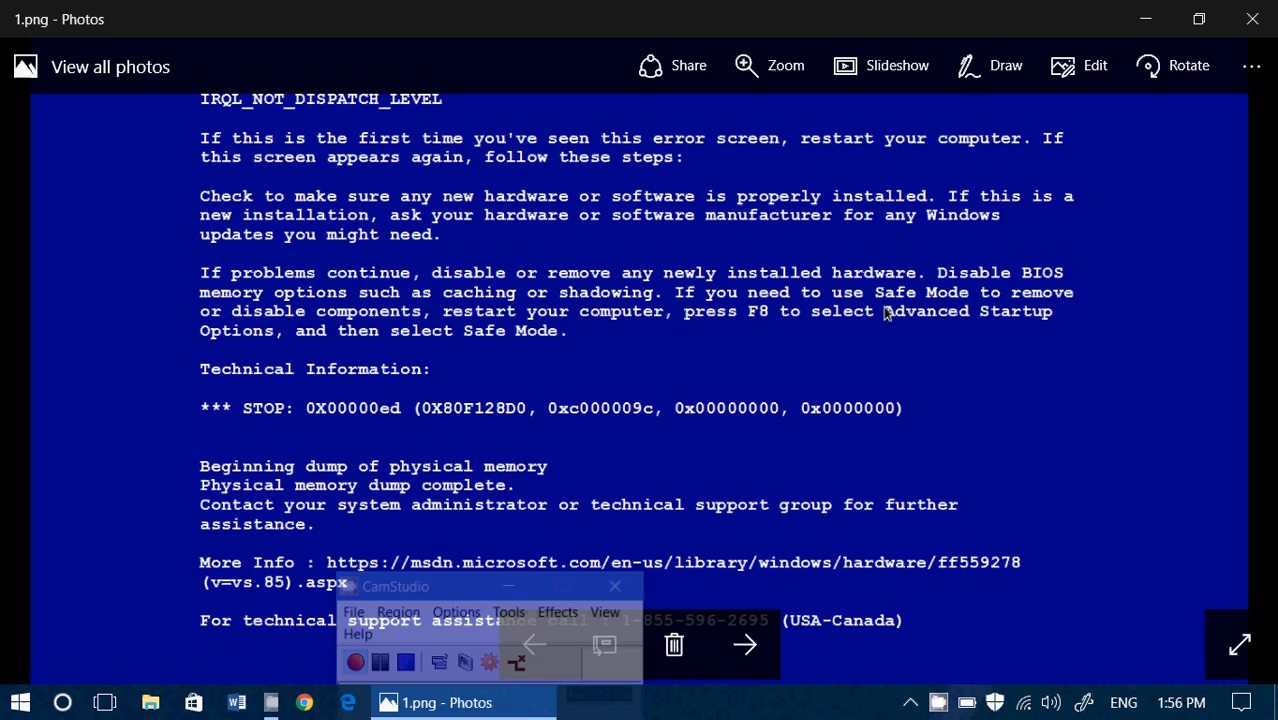 1.png - Photos
View all photos
Share
Zoom
Slideshow
Draw
Edit
Rotate
IRQL_NOT_DISPATCH_LEVEL
If this is the first time you've seen this error screen, restart your computer. If
this screen appears again, follow these steps:
Check to make sure any new hardware or software is properly installed. If this is a
new installation, ask your hardware or software manufacturer for any Windows
updates you might need.
If problems continue, disable or remove any newly installed hardware. Disable BIOS
memory options such as caching or shadowing. If you need to use Safe Mode to remove
or disable components, restart your computer, press F8 to select Advanced Startup
Options, and then select Safe Mode.
Technical Information:
*** STOP: 0X00000ed (0X80F128D0, 0xc000009c, 0x00000000, 0x0000000)
Beginning dump of physical memory
Physical memory dump complete.
Contact your system administrator or technical support group for further
assistance.
More Info : https://msdn.microsoft.com/en-us/library/windows/hardware/ff559278
(v=vs.85).aspx
CamStudio
File Region Options Tools Effects View
Help
For technical support assistance call : 1-855-596-2695 (USA-Canada)
1.png - Photos
ENG
1:56 PM